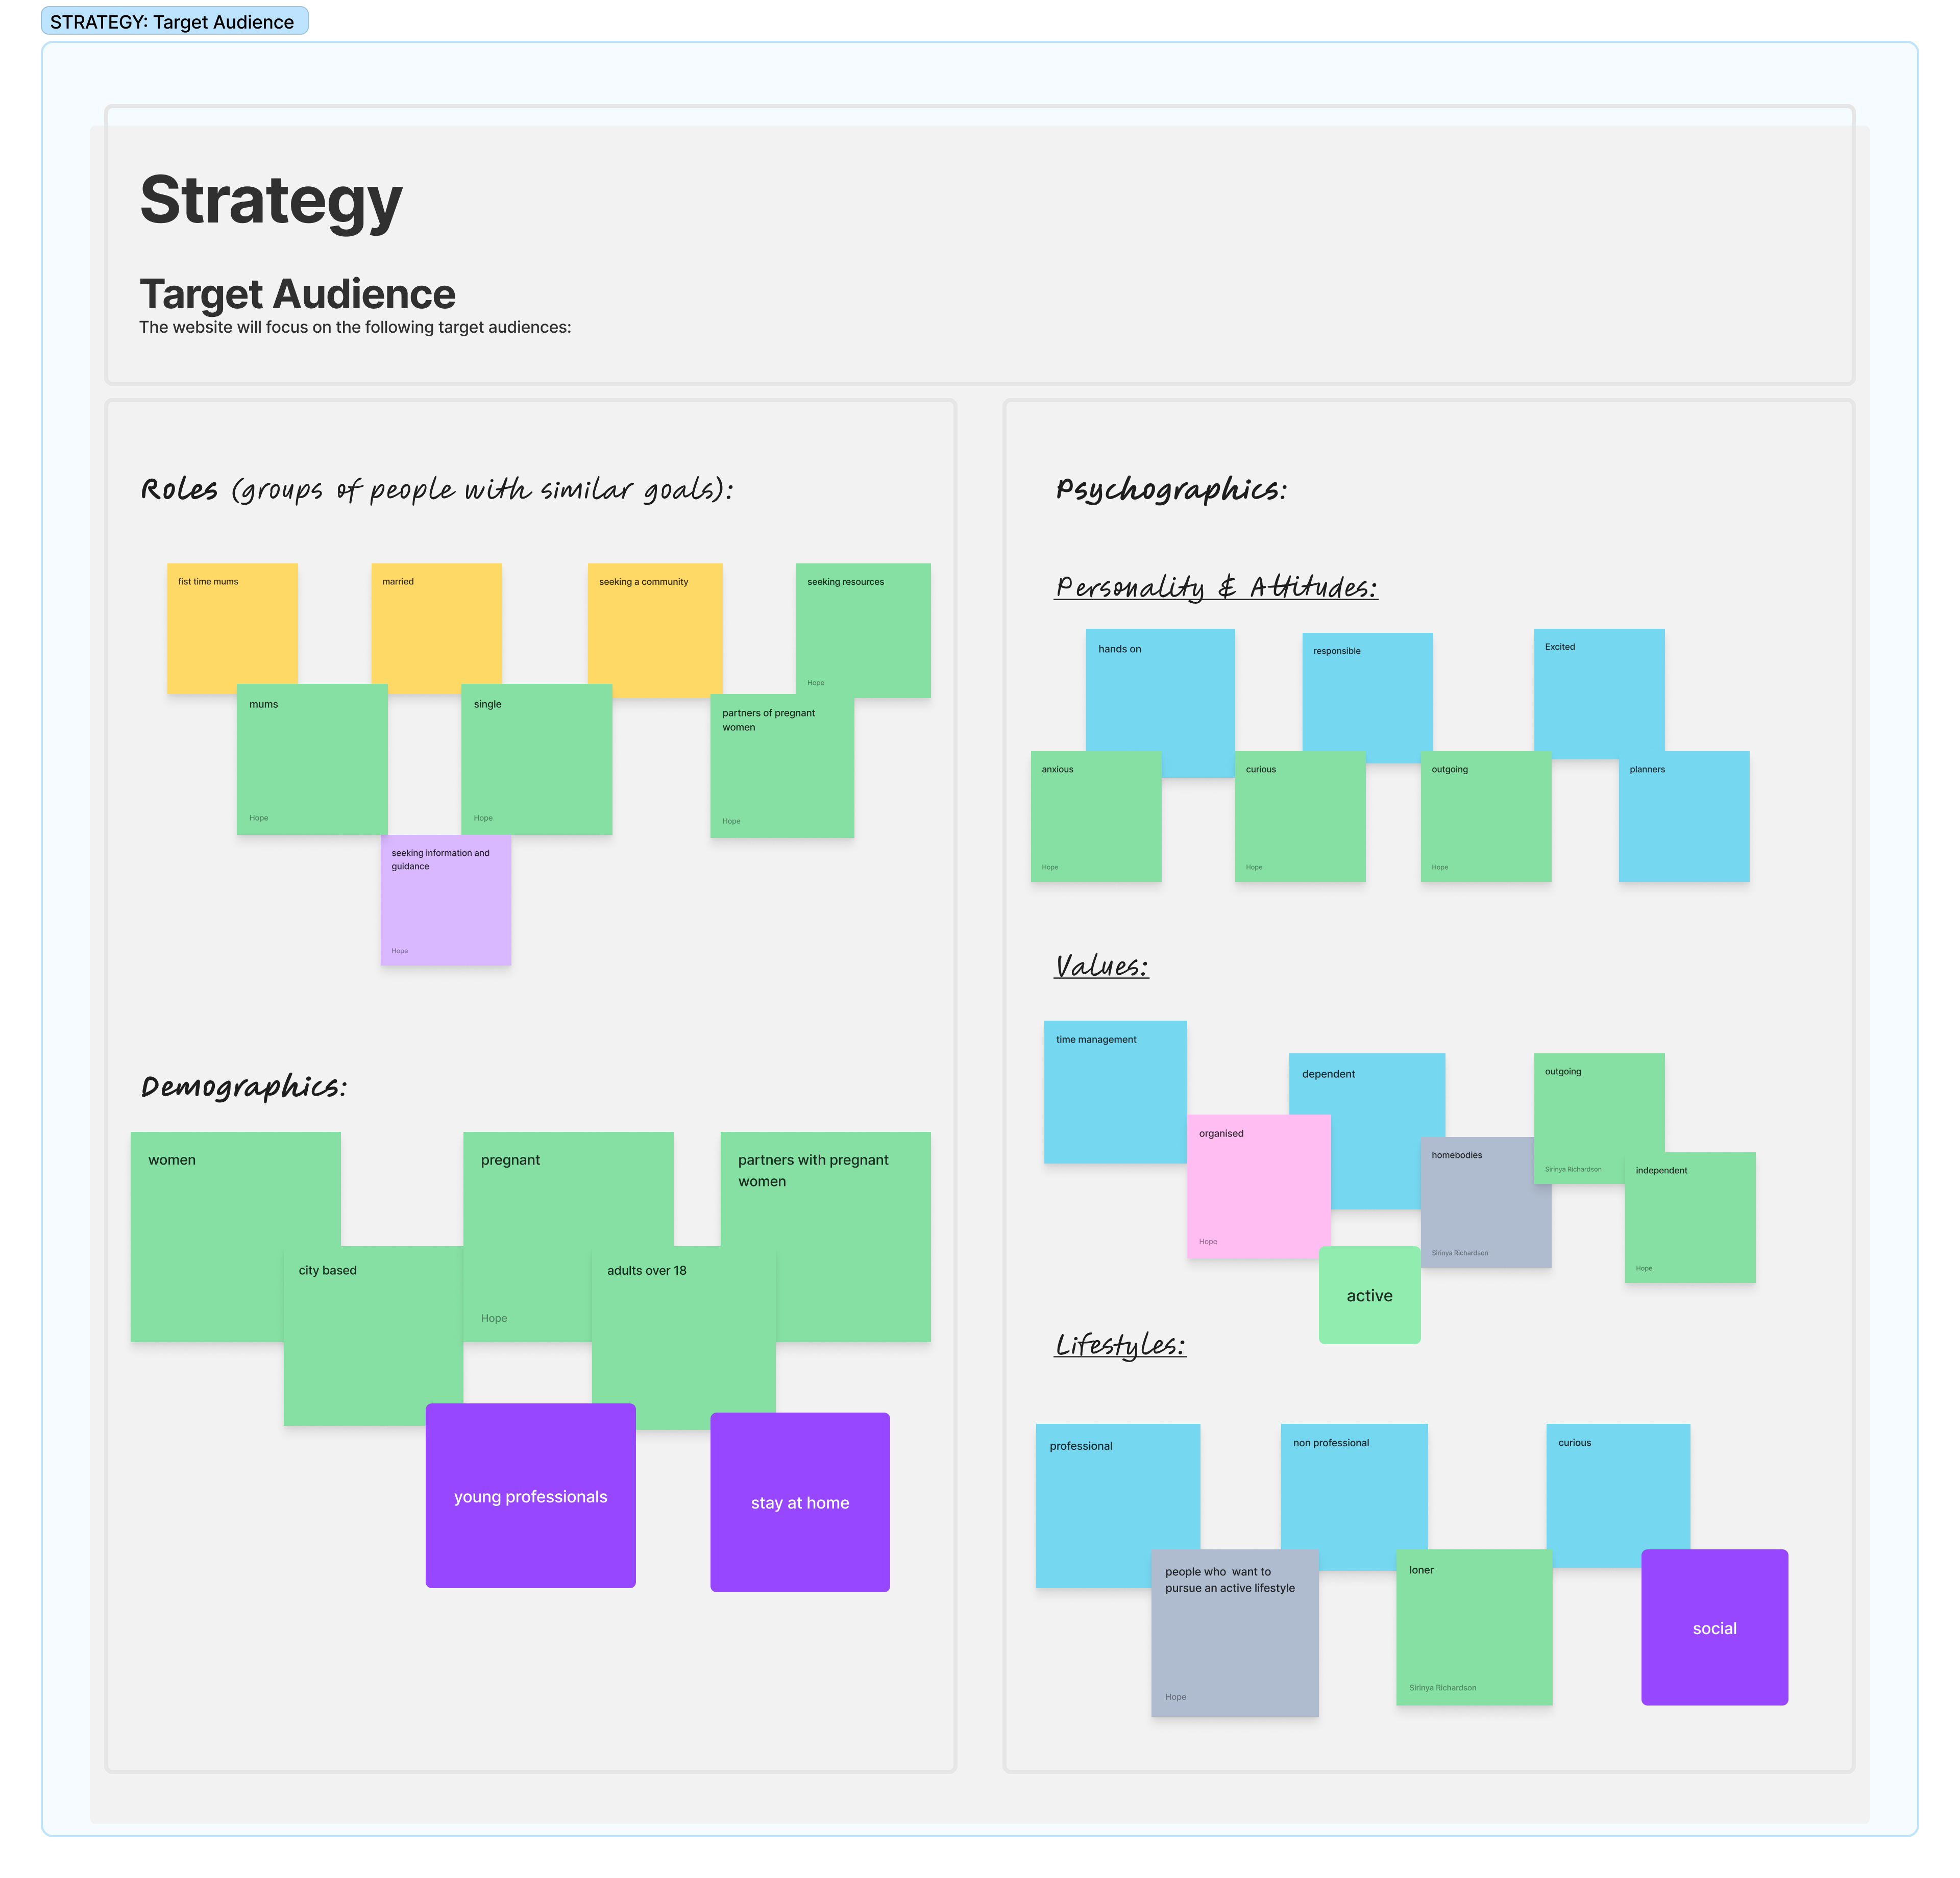 STRATEGY: Target Audience
Strategy
Target Audience
The website will focus on the following target audiences:
Roles (groups of people with similar goals):
fist time mums
married
seeking a community
seeking resources
Hope
mums
Hope
single
Hope
partners of pregnant
women
Hope
seeking information and
guidance
Hope
Demographics:
women
pregnant
Hope
partners with pregnant
women
city based
adults over 18
young professionals
stay at home
Psychographics:
Personality & Attitudes:
hands on
responsible
Excited
anxious
Hope
curious
Hope
outgoing
Hope
planners
Values:
time management
dependent
outgoing
Sirinya Richardson
organised
Hope
homebodies
Sirinya Richardson
independent
Hope
active
Lifestyles:
professional
non professional
curious
people who  want to
pursue an active lifestyle
Hope
loner
Sirinya Richardson
social